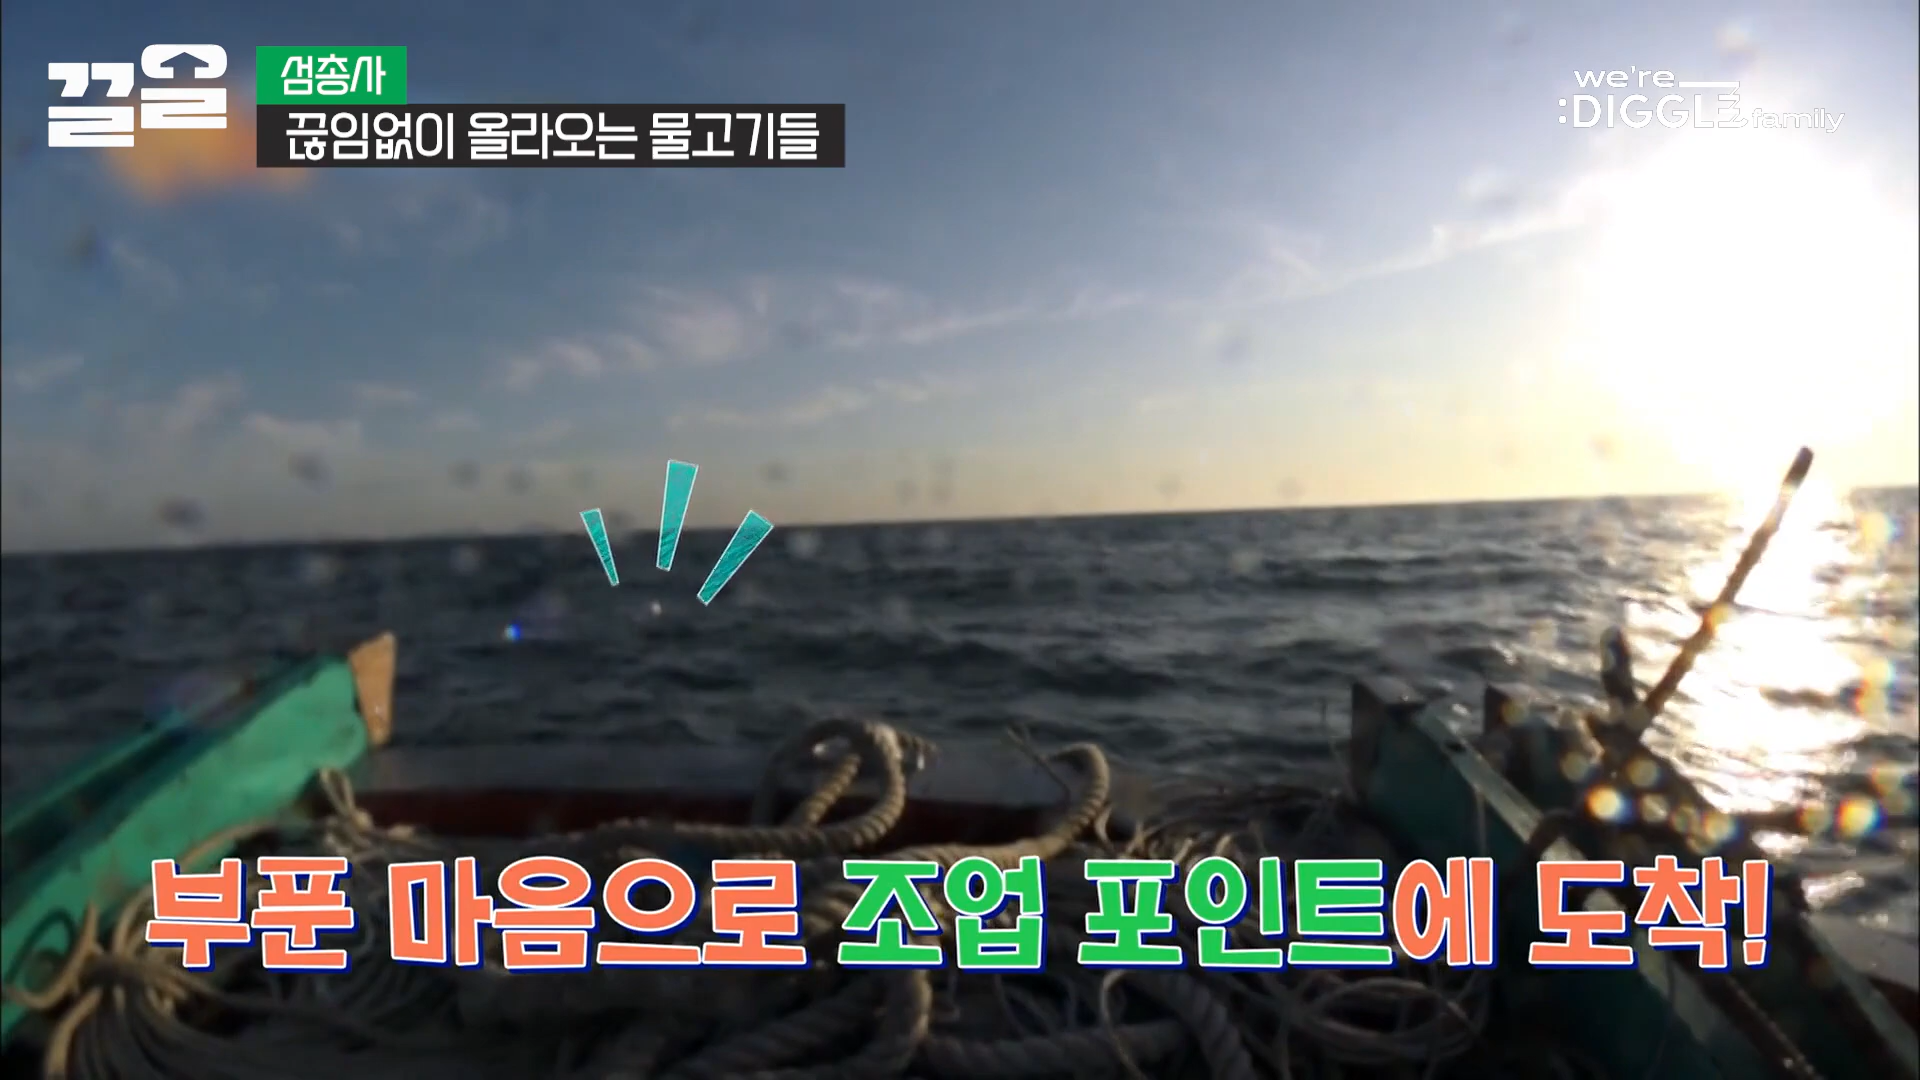 끌올
섬총사
끊임없이 올라오는 물고기들
we're
:DIGGLE family
부푼 마음으로 조업 포인트에 도착!